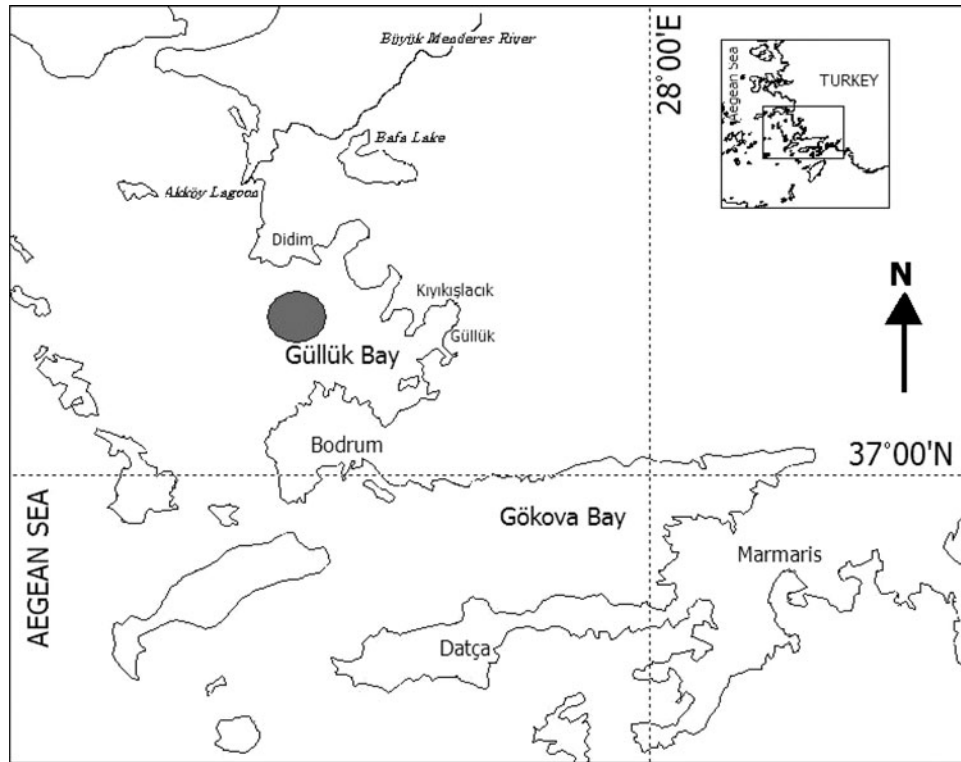 Büyük Menderes River
28°00'E
Aegean Sea
TURKEY
Bafa Lake
Akköy Lagoon
Didim
Kıyıkışlacık
N
Güllük
Güllük Bay
Bodrum
37°00'N
Gökova Bay
AEGEAN SEA
Marmaris
Datça